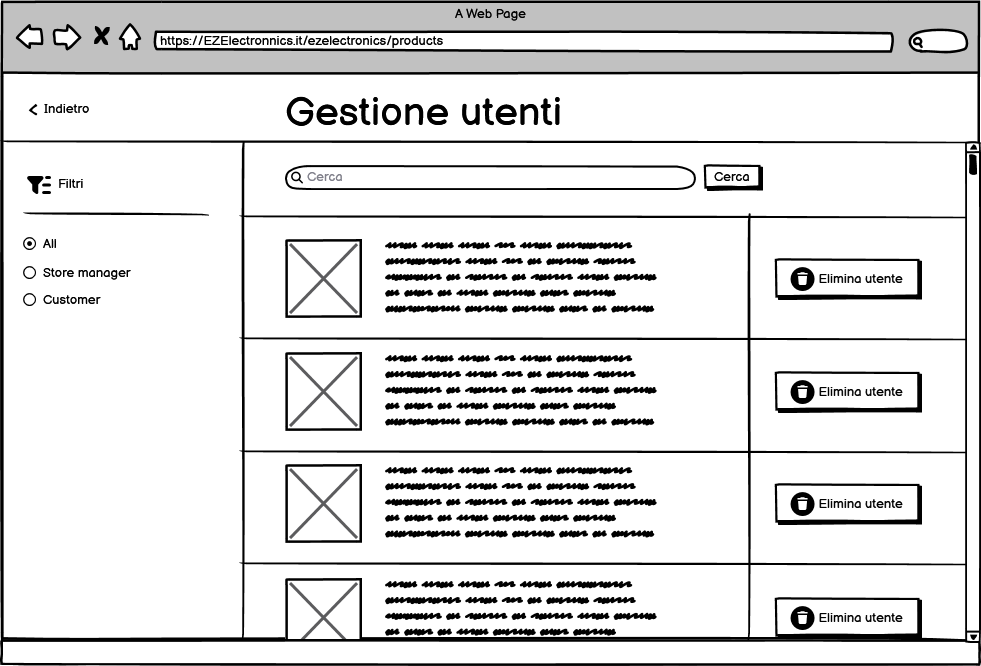 A Web Page
https://EZElectronnics.it/ezelectronics/products
Indietro
Gestione utenti
Filtri
Cerca
Cerca
All
Store manager
Customer
Elimina utente
Elimina utente
Elimina utente
Elimina utente